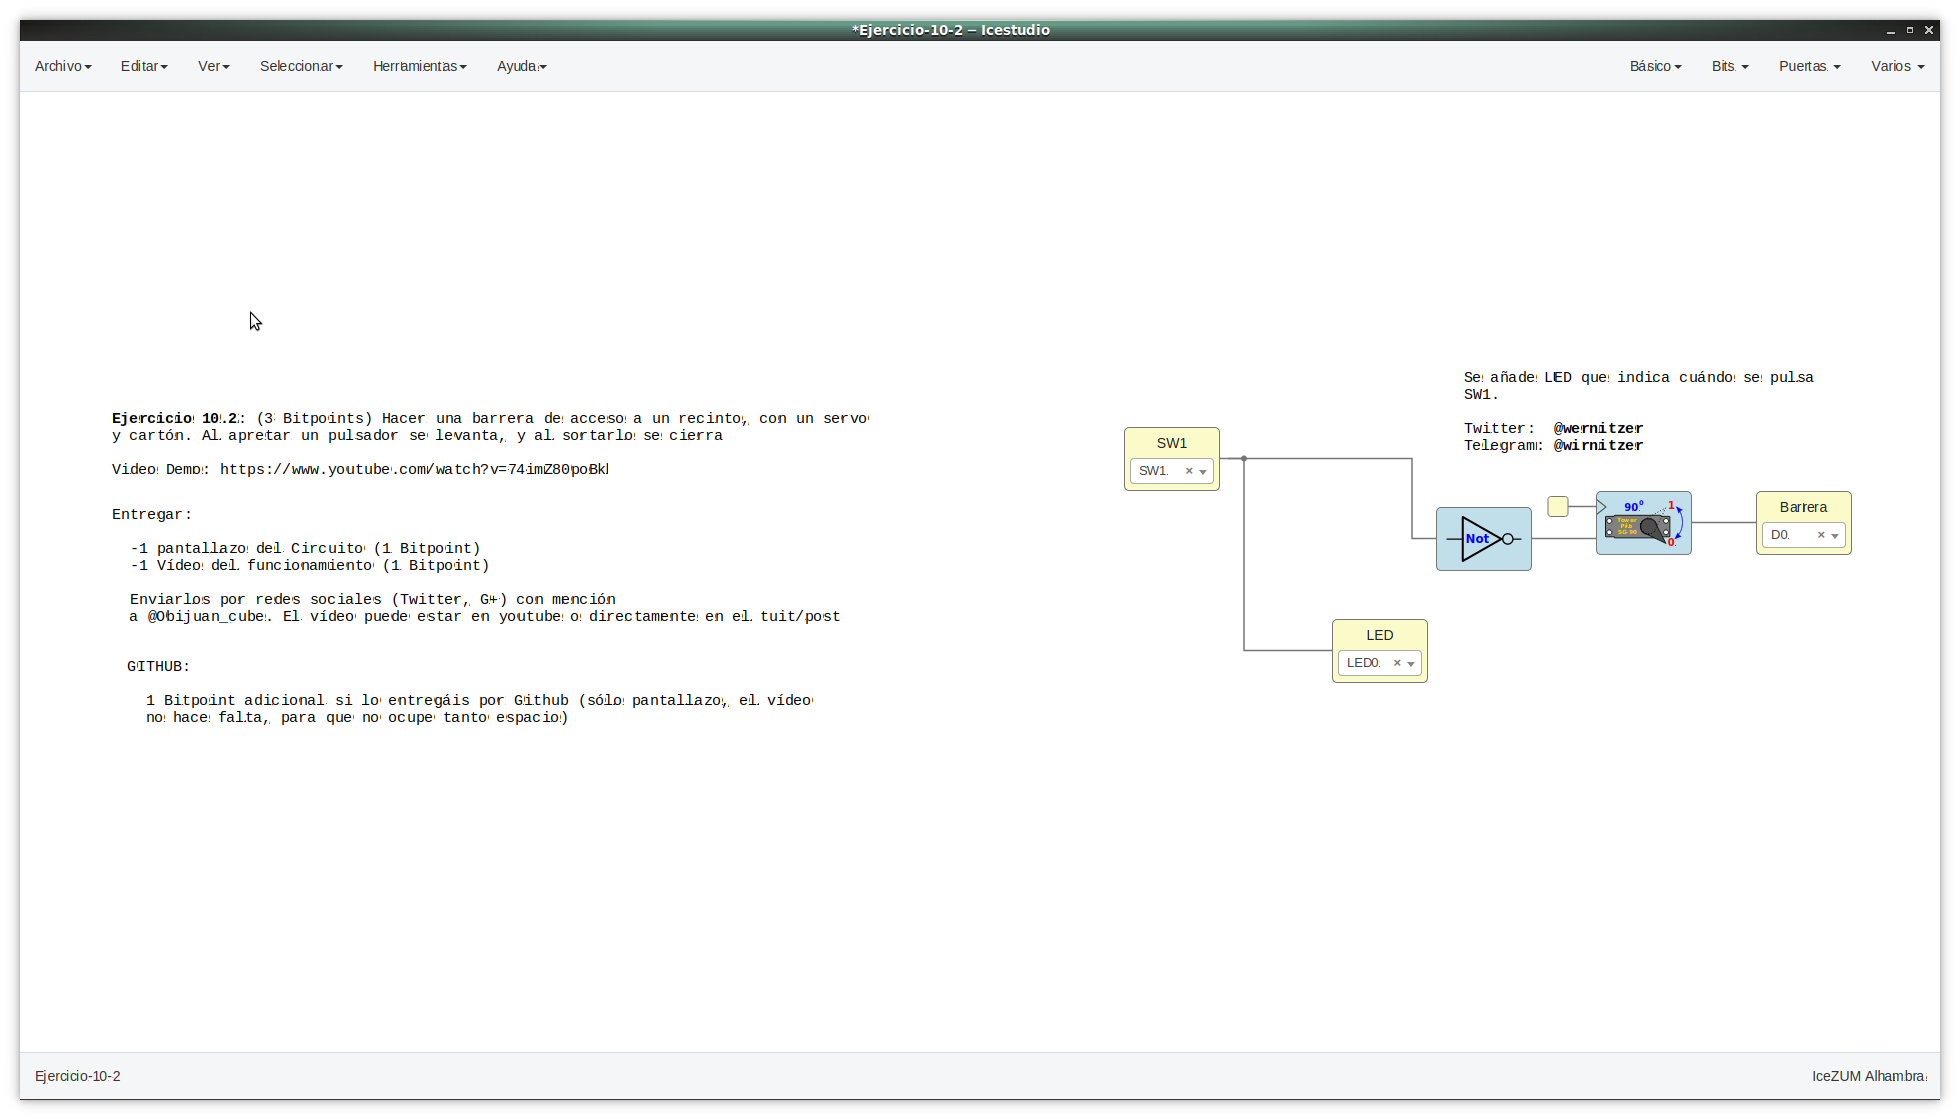 *Ejercicio-10-2 – Icestudio
Archivo Editar Ver Seleccionar Herramientas Ayuda Básico Bits Puertas Varios
Ejercicio 10.2: (3 Bitpoints) Hacer una barrera de acceso a un recinto, con un servo
y cartón. Al apretar un pulsador se levanta, y al sortarlo se cierra
Video Demo: https://www.youtube.com/watch?v=
Entregar:
-1 pantallazo del Circuito (1 Bitpoint)
-1 Vídeo del funcionamiento (1 Bitpoint)
Enviarlos por redes sociales (Twitter, G+) con mención
a @Obijuan_cube. El vídeo puede estar en youtube o directamente en el tuit/post
GITHUB:
1 Bitpoint adicional si lo entregáis por Github (sólo pantallazo, el vídeo
no hace falta, para que no ocupe tanto espacio)
Se añade LED que indica cuándo se pulsa
SW1.
Twitter: @wernitzer
Telegram: @wirnitzer
SW1
SW1 ×
Not
90º
1
Tower
Pro
SG-90
0
Barrera
D0 ×
LED
LED0 ×
Ejercicio-10-2
IceZUM Alhambra